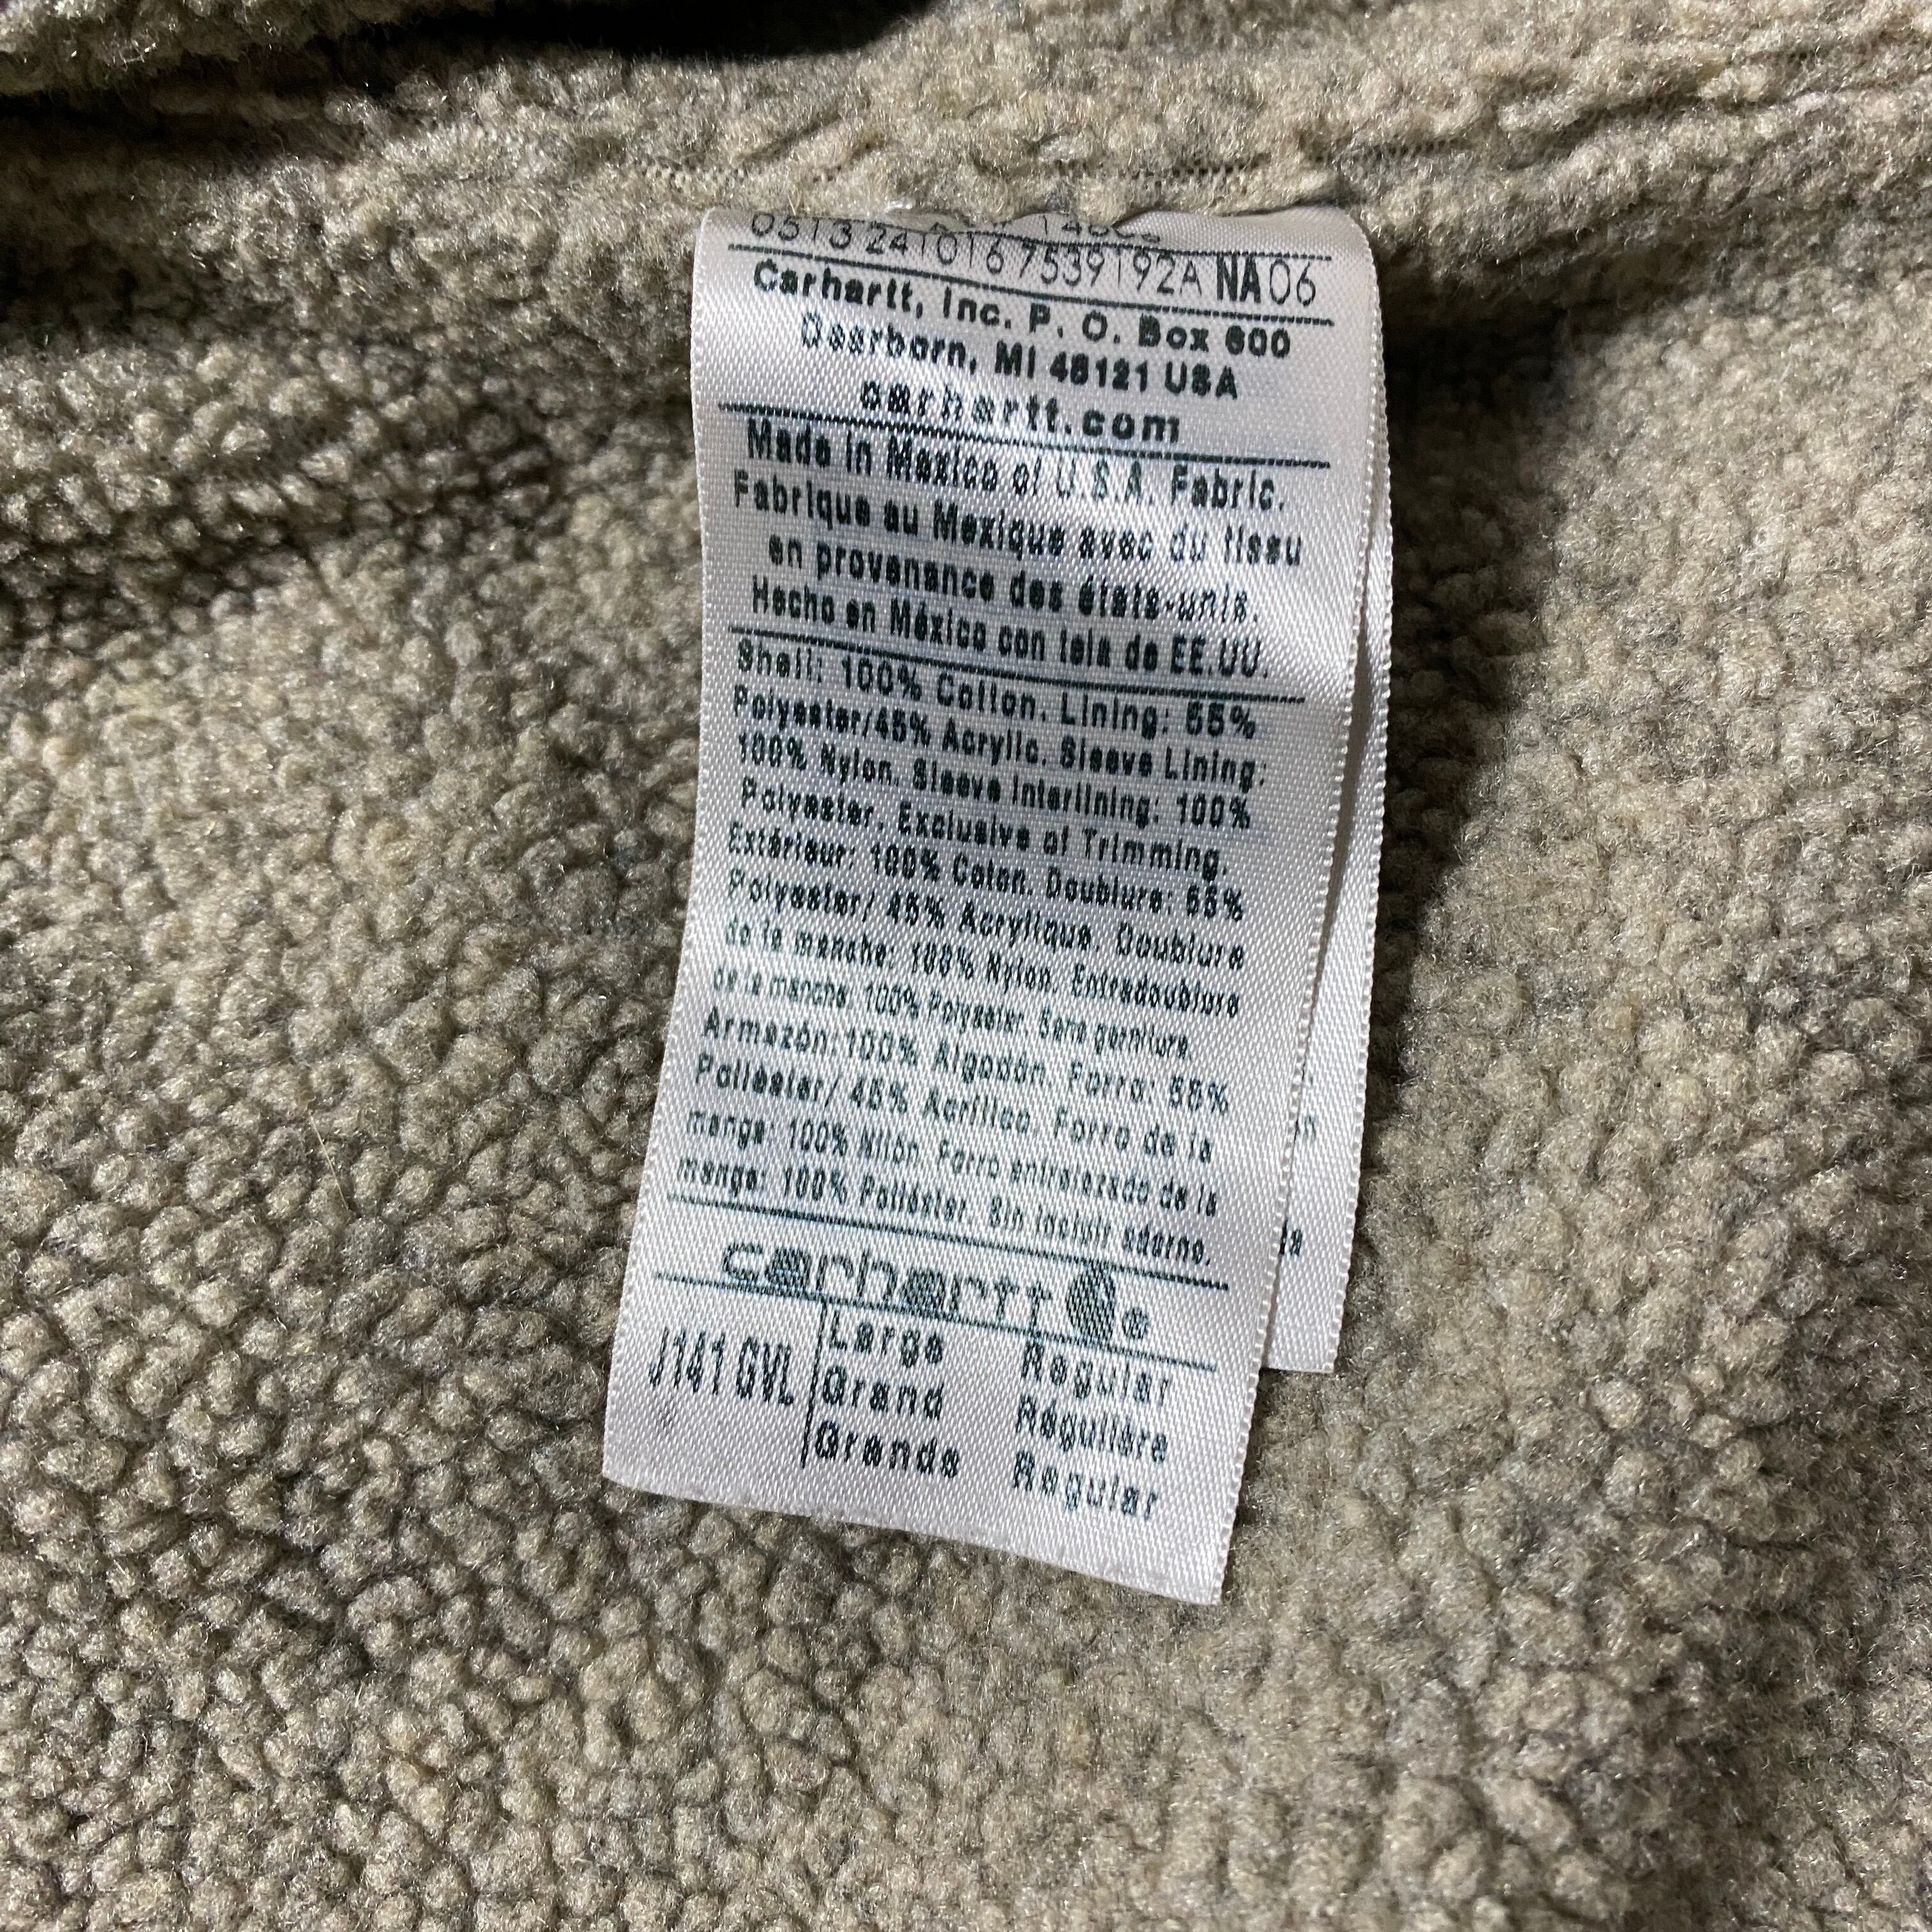 0513 241016 7539192A NA06
Carhartt, Inc. P. O. Box 600
Dearborn, MI 48121 USA
carhartt.com
Made in Mexico of U.S.A. Fabric.
Fabrique au Mexique avec du tissu
en provenance des états-unis.
Hecho en México con tela de EE.UU.
Shell: 100% Cotton. Lining: 55%
Polyester/45% Acrylic. Sleeve Lining:
100% Nylon. Sleeve Interlining: 100%
Polyester. Exclusive of Trimming.
Extérieur: 100% Coton. Doublure: 55%
Polyester/ 45% Acrylique. Doublure
de la manche: 100% Nylon. Entredoublure
de la manche: 100% Polyester. Sans garniture.
Armazón:100% Algodón. Forro: 55%
Poliéster/ 45% Acrílico. Forro de la
manga: 100% Nilón. Forro entrelazado de la
manga: 100% Poliéster. Sin incluir adorno.
carhartt
J141 GVL Large Regular
Grand Régulière
Grande Regular